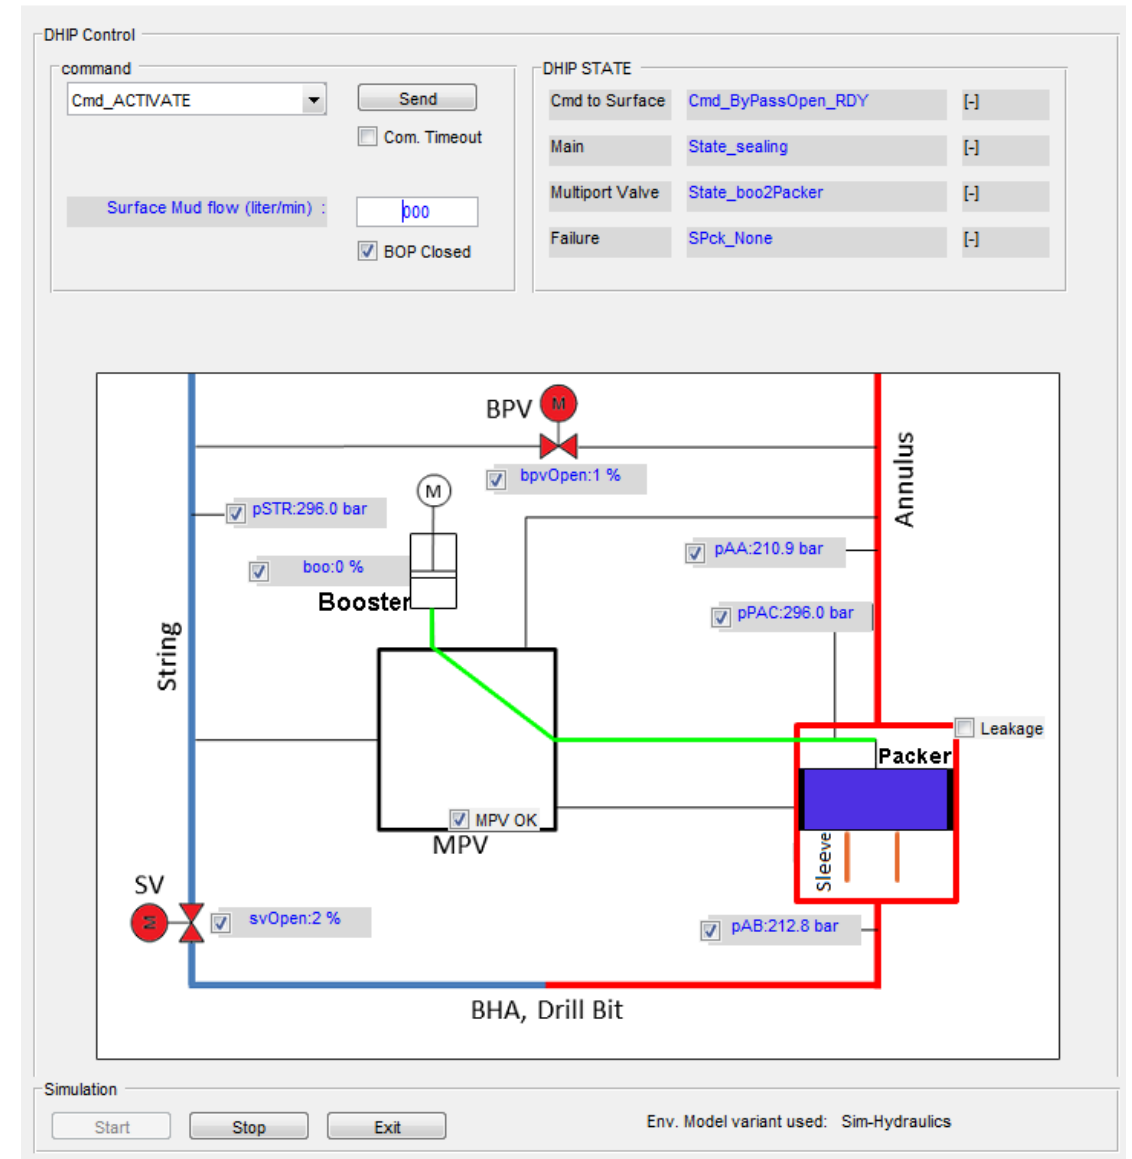 DHIP Control
command
Cmd_ACTIVATE
Send
Com. Timeout
Surface Mud flow (liter/min) :
BOP Closed
DHIP STATE
Cmd to Surface Cmd_ByPassOpen_RDY [-]
Main State_sealing [-]
Multiport Valve State_boo2Packer [-]
Failure SPck_None [-]
BPV
M
bpvOpen:1 %
Annulus
M
pSTR:296.0 bar
pAA:210.9 bar
boo:0 %
Booster
pPAC:296.0 bar
String
Leakage
Packer
MPV OK
MPV
Sleeve
SV
M
svOpen:2 %
pAB:212.8 bar
BHA, Drill Bit
Simulation
Start Stop Exit
Env. Model variant used: Sim-Hydraulics